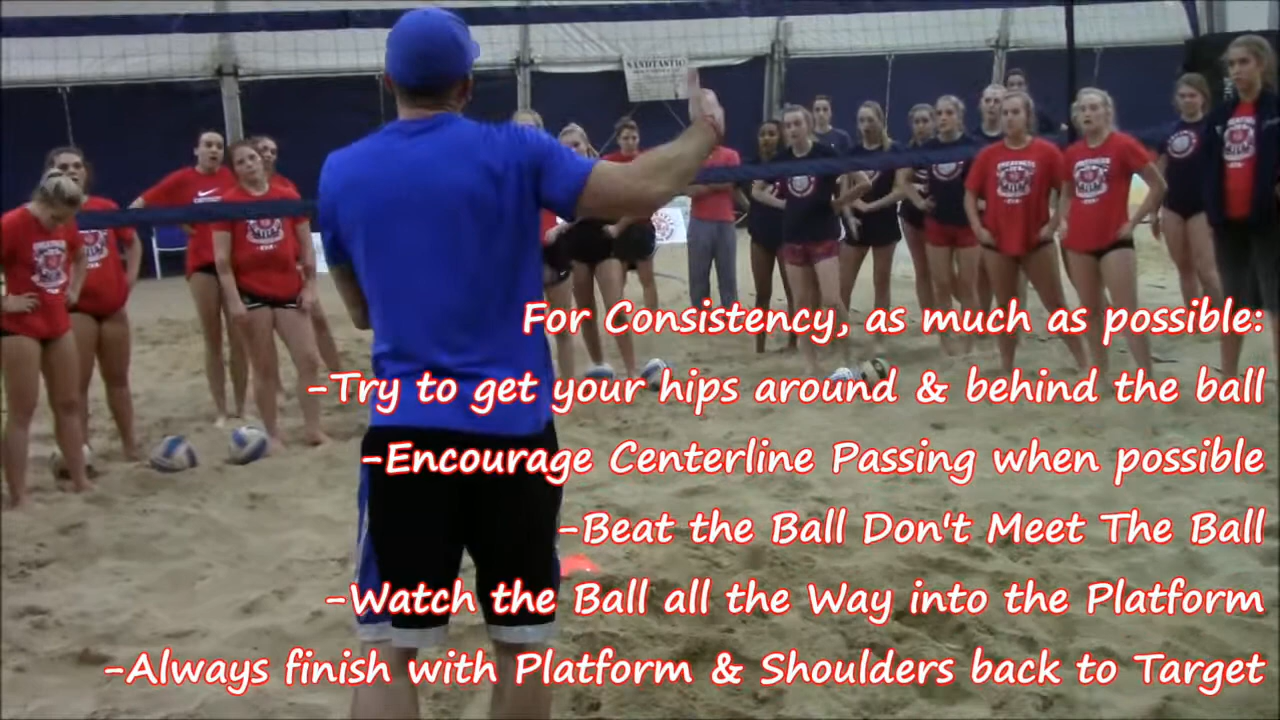 SANDTASTIC
For Consistency, as much as possible:
-Try to get your hips around & behind the ball
-Encourage Centerline Passing when possible
-Beat the Ball Don't Meet The Ball
-Watch the Ball all the Way into the Platform
-Always finish with Platform & Shoulders back to Target